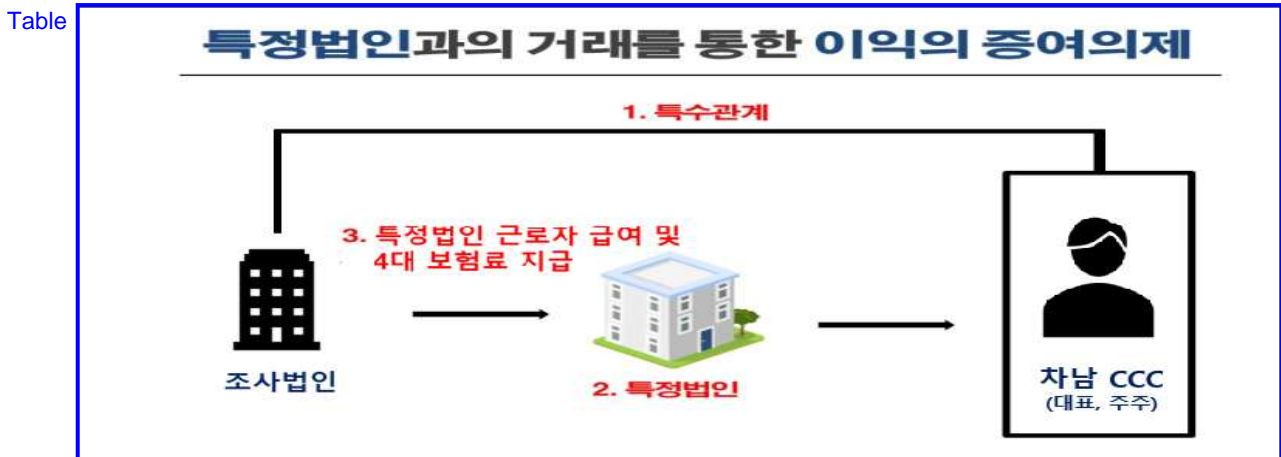 Table
특정법인과의 거래를 통한 이익의 증여의제
1. 특수관계
3. 특정법인 근로자 급여 및
4대 보험료 지급
조사법인
2. 특정법인
차남 CCC
(대표, 주주)